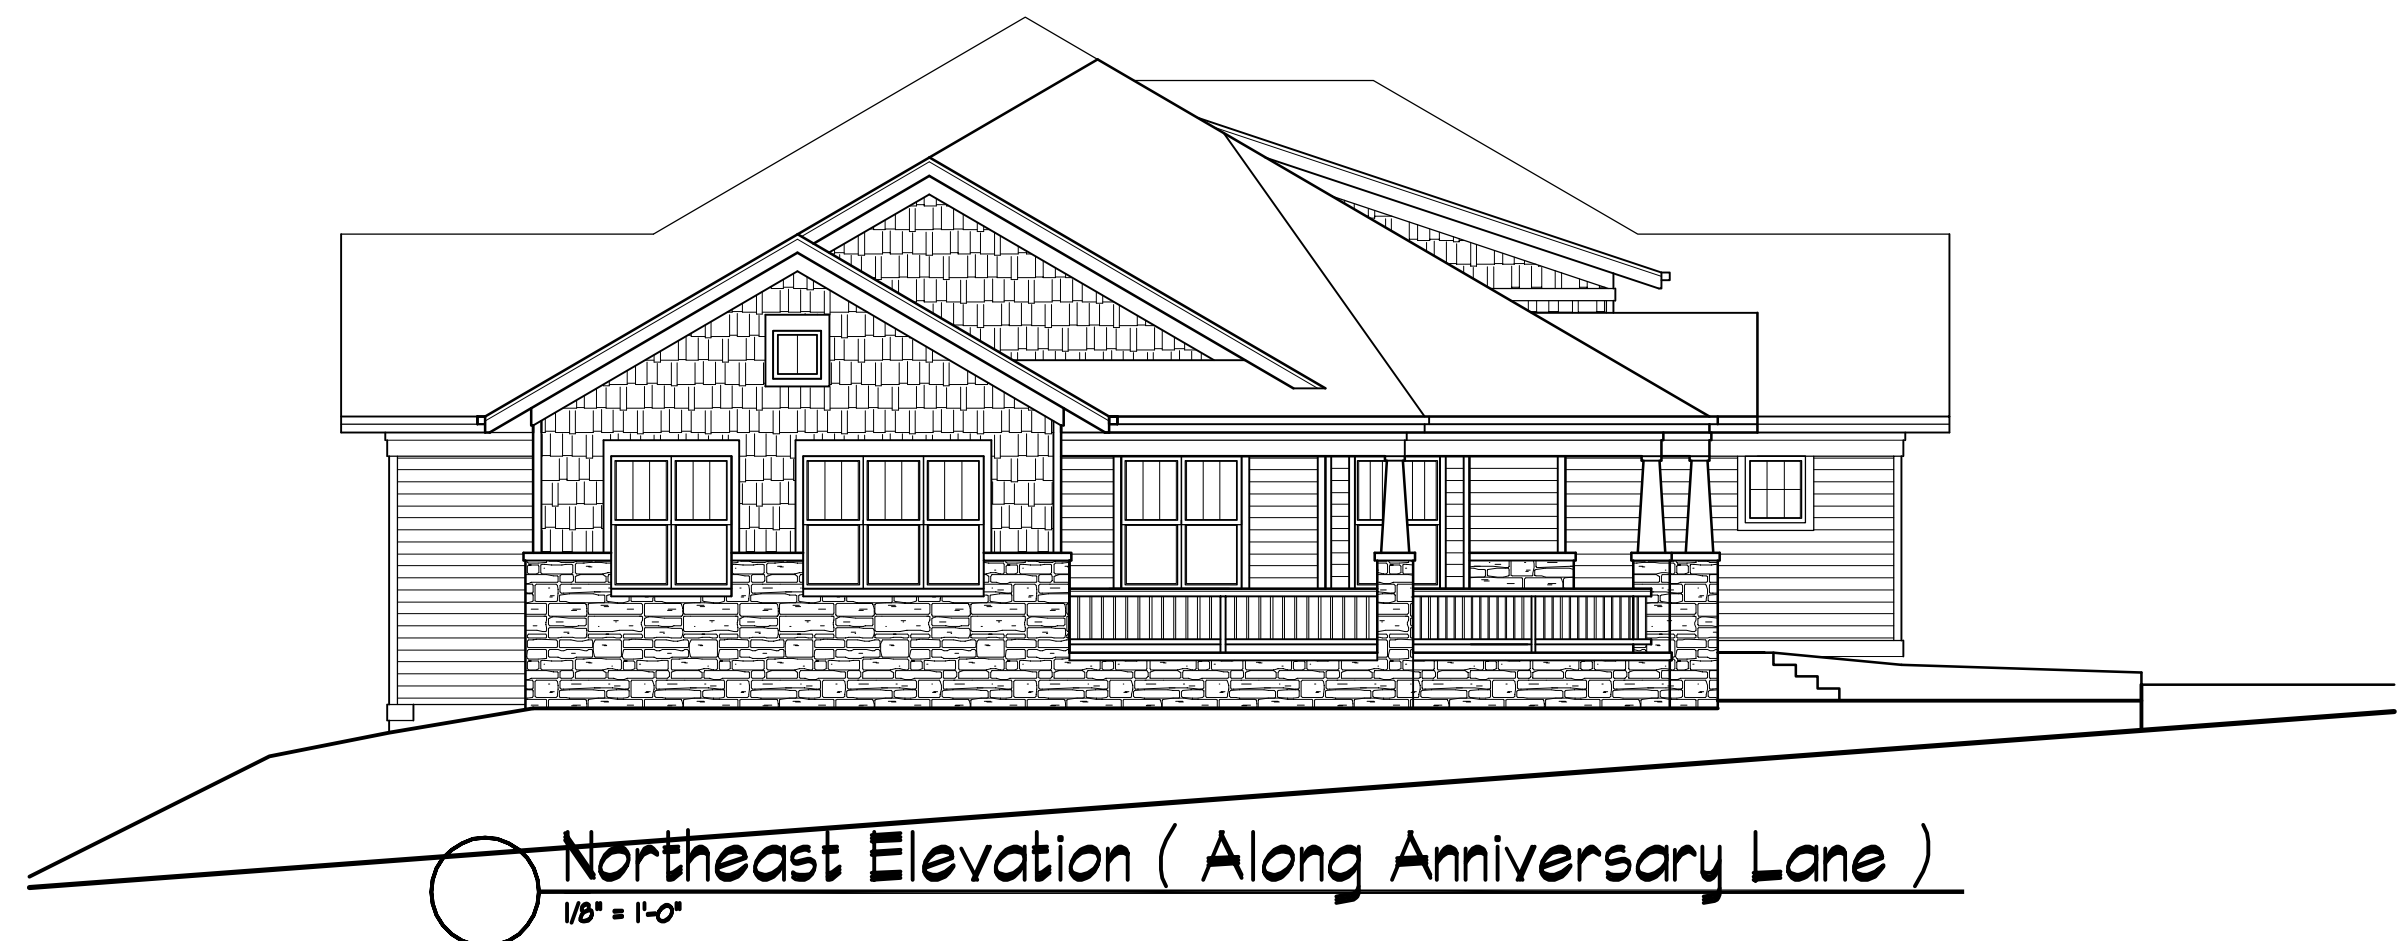 Northeast Elevation ( Along Anniversary Lane )
1/8" = 1'-0"